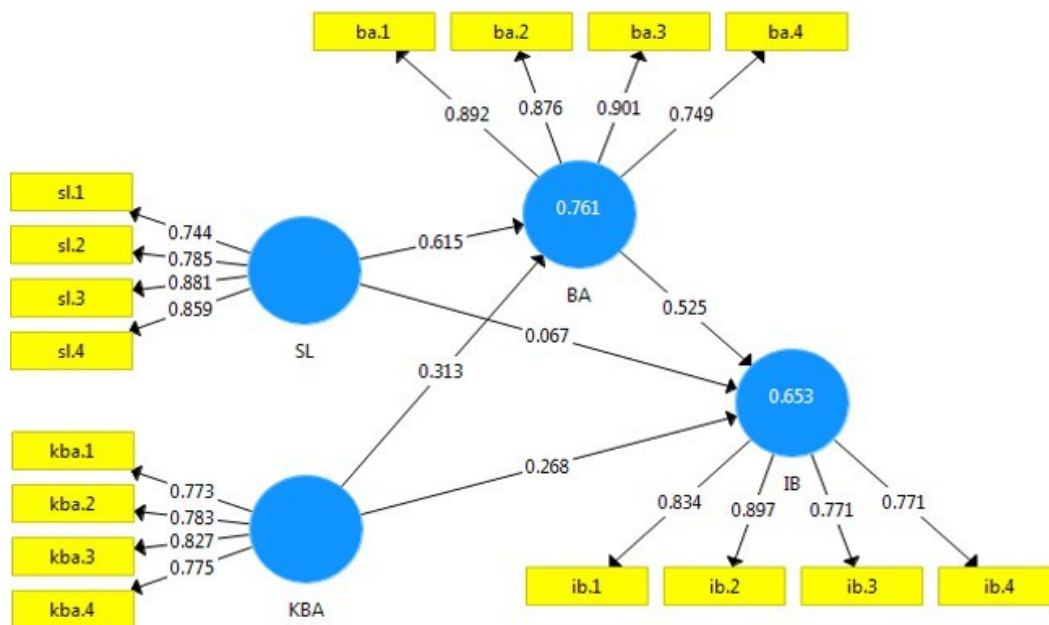 ba.1 ba.2 ba.3 ba.4
0.892 0.876 0.901 0.749
sl.1
sl.2
sl.3
sl.4
0.744
0.785
0.881
0.859
SL
0.615
0.761
BA
0.525
0.067
0.313
0.653
IB
0.268
kba.1
kba.2
kba.3
kba.4
0.773
0.783
0.827
0.775
KBA
0.834 0.897 0.771 0.771
ib.1 ib.2 ib.3 ib.4